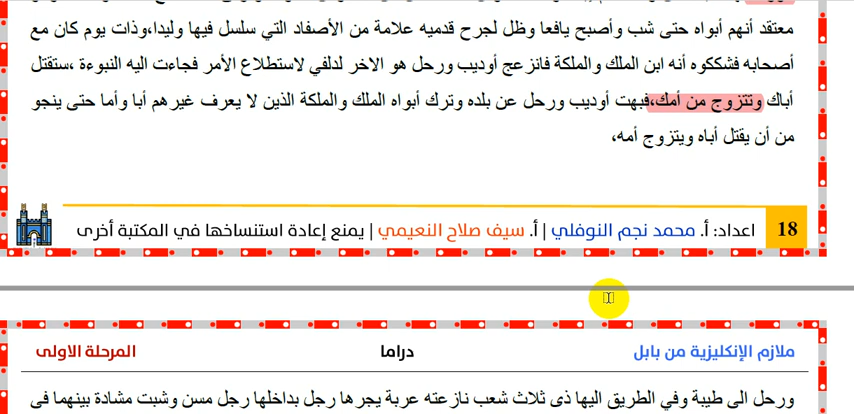 معتقد أنهم أبواه حتى شب وأصبح يافعا وظل لجرح قدميه علامة من الأصفاد التي سلسل فيها وليدا،وذات يوم كان مع
أصحابه فشككوه أنه ابن الملك والملكة فانزعج أوديب ورحل هو الاخر لدلفي لاستطلاع الأمر فجاءت اليه النبوءة ،ستقتل
أباك وتتزوج من أمك،فبهت أوديب ورحل عن بلده وترك أبواه الملك والملكة الذين لا يعرف غيرهم أبا وأما حتى ينجو
من أن يقتل أباه ويتزوج أمه،
18 اعداد: أ. محمد نجم النوفلي | أ. سيف صلاح النعيمي | يمنع إعادة استنساخها في المكتبة أخرى
ملازم الإنكليزية من بابل دراما المرحلة الاولى
ورحل الى طيبة وفي الطريق اليها ذى ثلاث شعب نازعته عربة يجرها رجل بداخلها رجل مسن وشبت مشادة بينهما في